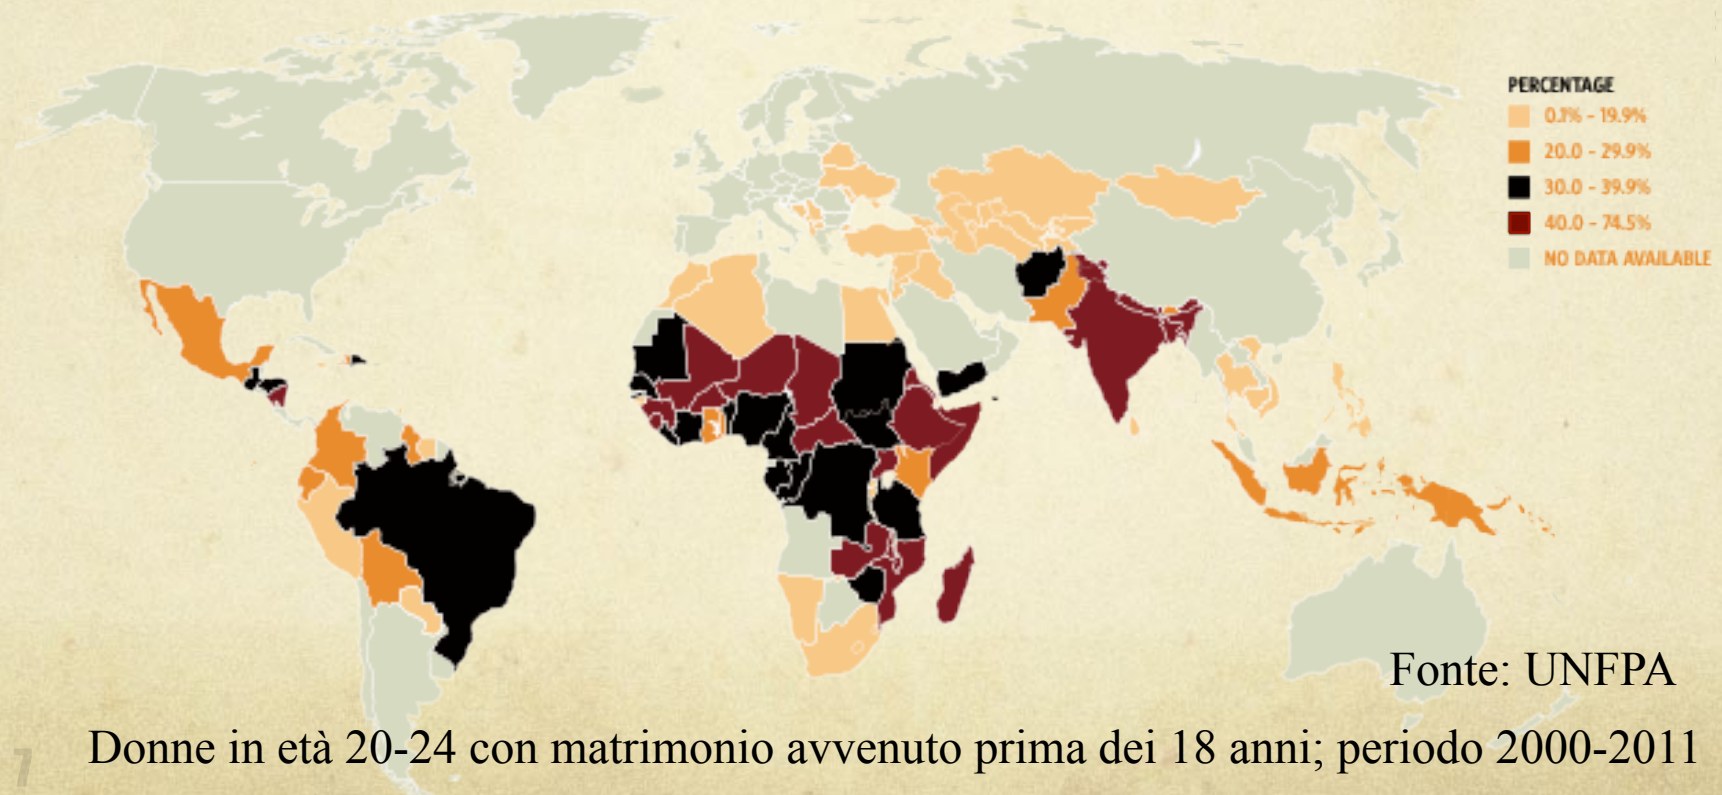 PERCENTAGE
0.1% - 19.9%
20.0 - 29.9%
30.0 - 39.9%
40.0 - 74.5%
NO DATA AVAILABLE
Fonte: UNFPA
Donne in età 20-24 con matrimonio avvenuto prima dei 18 anni; periodo 2000-2011
7